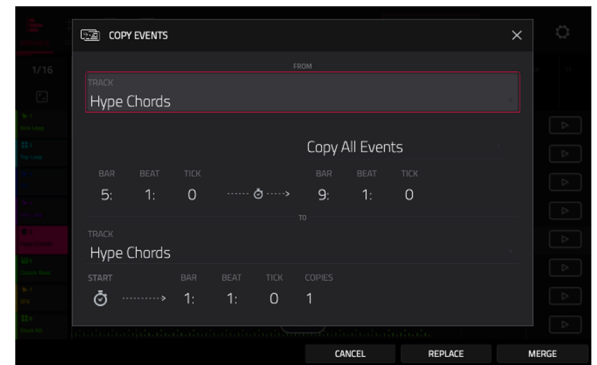 COPY EVENTS
1/16
FROM
TRACK
Hype Chords
Copy All Events
BAR BEAT TICK BAR BEAT TICK
5: 1: 0 9: 1: 0
TO
TRACK
Hype Chords
START BAR BEAT TICK COPIES
1: 1: 0 1
CANCEL REPLACE MERGE